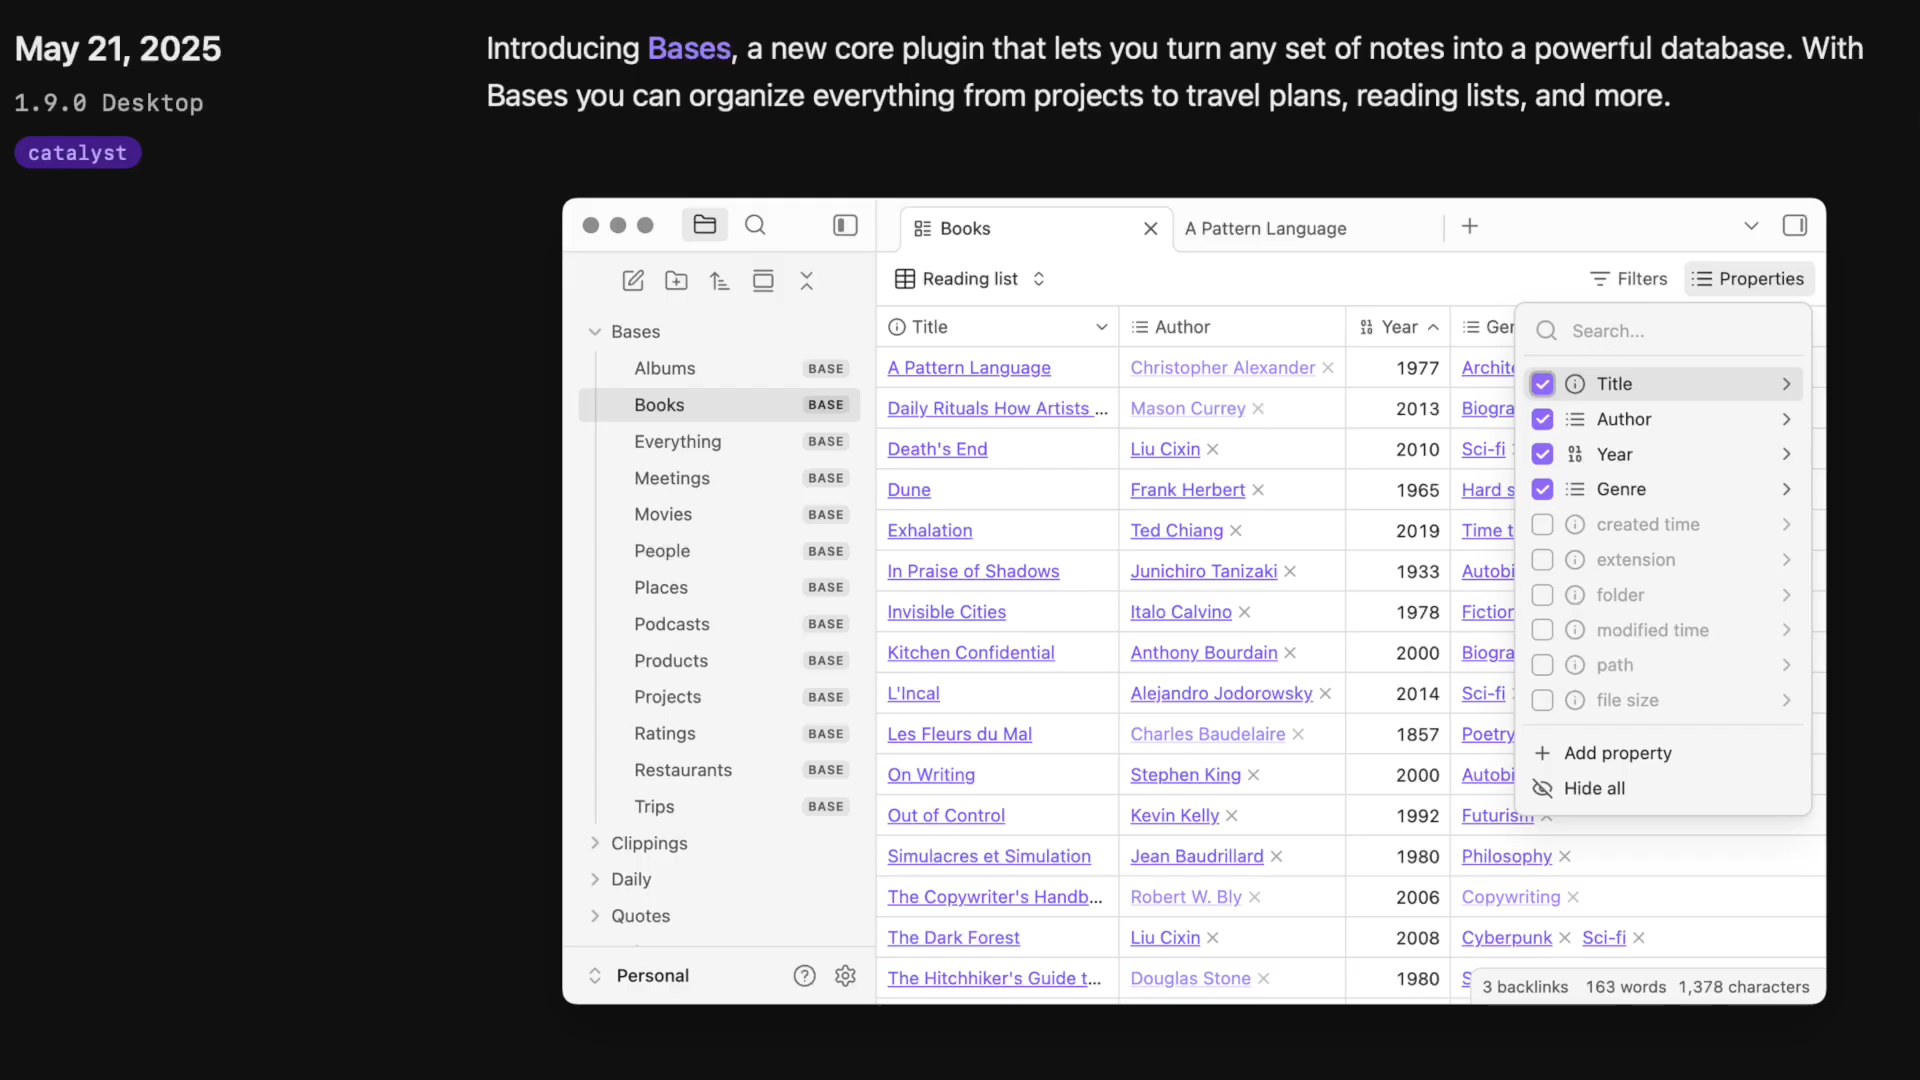 May 21, 2025
1.9.0 Desktop
catalyst
Introducing Bases, a new core plugin that lets you turn any set of notes into a powerful database. With
Bases you can organize everything from projects to travel plans, reading lists, and more.
Books
A Pattern Language
Reading list
Filters
Properties
Bases
Albums BASE
Books BASE
Everything BASE
Meetings BASE
Movies BASE
People BASE
Places BASE
Podcasts BASE
Products BASE
Projects BASE
Ratings BASE
Restaurants BASE
Trips BASE
Clippings
Daily
Quotes
Personal
Title Author Year Gen
A Pattern Language Christopher Alexander 1977 Archite
Daily Rituals How Artists ... Mason Currey 2013 Biogra
Death's End Liu Cixin 2010 Sci-fi
Dune Frank Herbert 1965 Hard s
Exhalation Ted Chiang 2019 Time t
In Praise of Shadows Junichiro Tanizaki 1933 Autobi
Invisible Cities Italo Calvino 1978 Fiction
Kitchen Confidential Anthony Bourdain 2000 Biogra
L'Incal Alejandro Jodorowsky 2014 Sci-fi
Les Fleurs du Mal Charles Baudelaire 1857 Poetry
On Writing Stephen King 2000 Autobi
Out of Control Kevin Kelly 1992 Futurism
Simulacres et Simulation Jean Baudrillard 1980 Philosophy
The Copywriter's Handb... Robert W. Bly 2006 Copywriting
The Dark Forest Liu Cixin 2008 Cyberpunk Sci-fi
The Hitchhiker's Guide t... Douglas Stone 1980 S
Search...
Title
Author
Year
Genre
created time
extension
folder
modified time
path
file size
Add property
Hide all
3 backlinks 163 words 1,378 characters